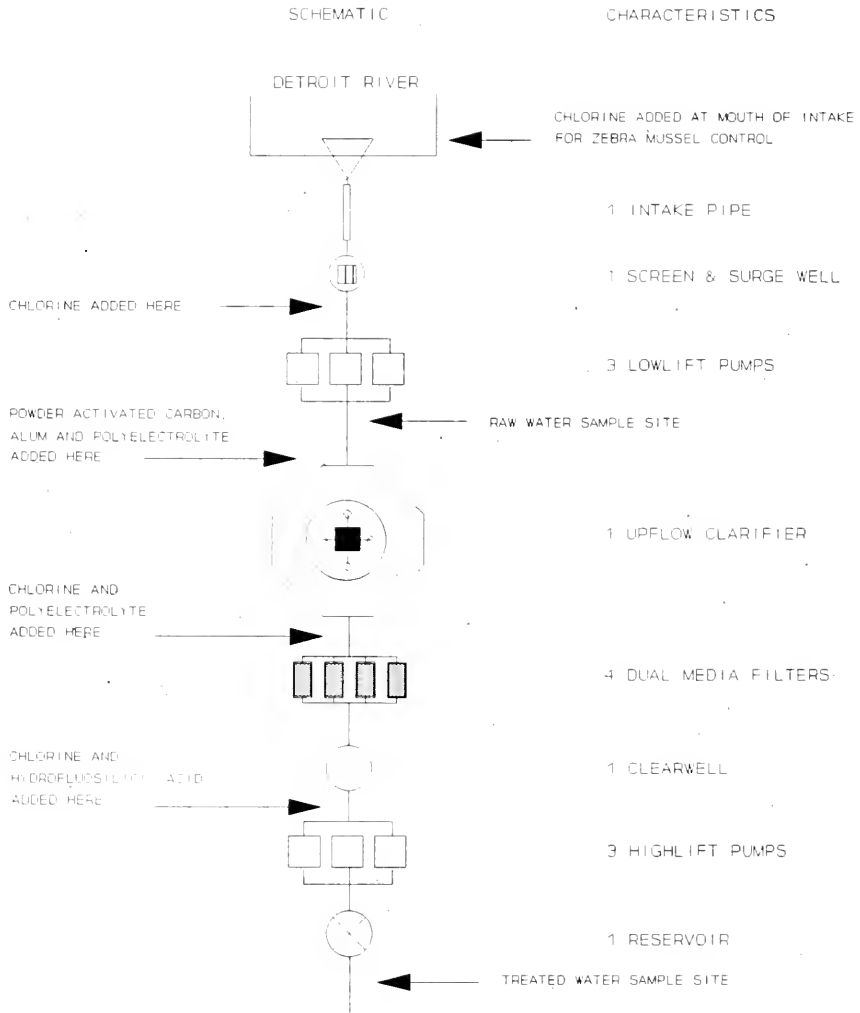 SCHEMATIC
CHARACTERISTICS
DETROIT RIVER
CHLORINE ADDED AT MOUTH OF INTAKE
FOR ZEBRA MUSSEL CONTROL
1 INTAKE PIPE
1 SCREEN & SURGE WELL
CHLORINE ADDED HERE
3 LOWLIFT PUMPS
POWDER ACTIVATED CARBON,
ALUM AND POLYELECTROLYTE
ADDED HERE
RAW WATER SAMPLE SITE
1 UPFLOW CLARIFIER
CHLORINE AND
POLYELECTROLYTE
ADDED HERE
4 DUAL MEDIA FILTERS
CHLORINE AND
HYDROFLUOSILICIC ACID
ADDED HERE
1 CLEARWELL
3 HIGHLIFT PUMPS
1 RESERVOIR
TREATED WATER SAMPLE SITE